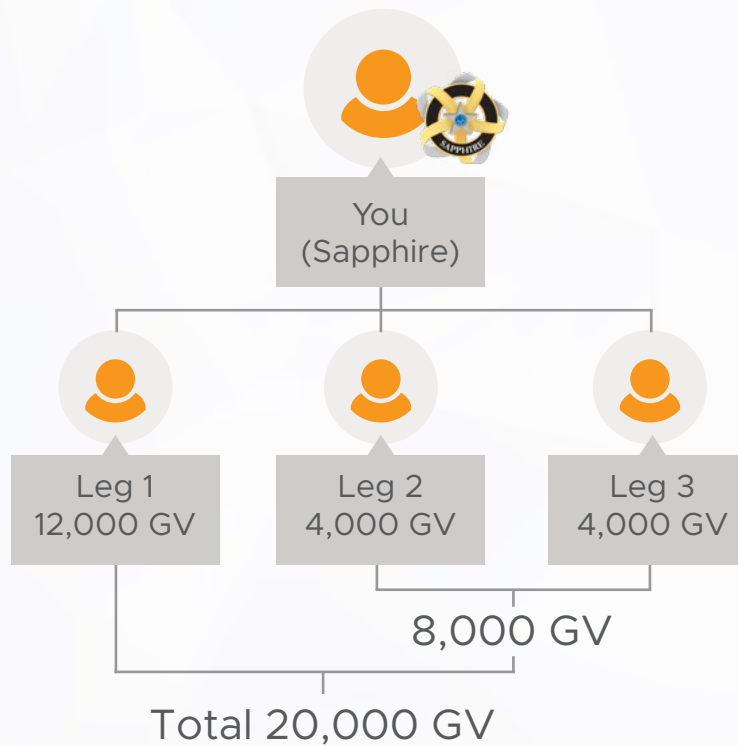 SAPPHIRE
You
(Sapphire)
Leg 1
12,000 GV
Leg 2
4,000 GV
Leg 3
4,000 GV
8,000 GV
Total 20,000 GV